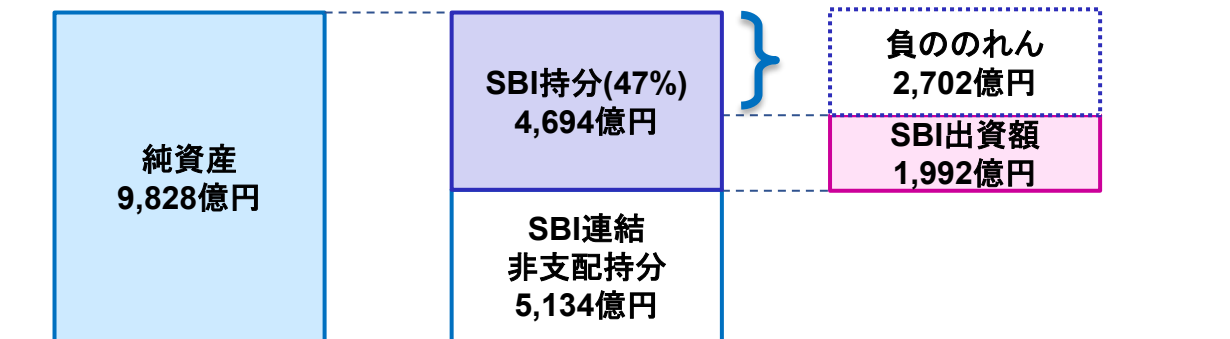 純資産
9,828億円
SBI持分(47%)
4,694億円
SBI連結
非支配持分
5,134億円
負ののれん
2,702億円
SBI出資額
1,992億円